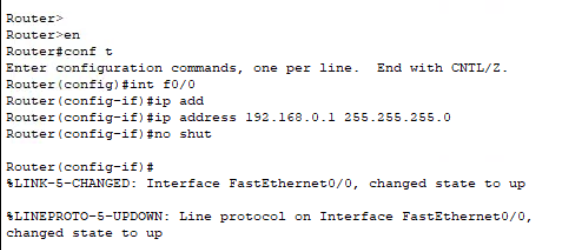 Router>
Router>en
Router#conf t
Enter configuration commands, one per line.  End with CNTL/Z.
Router(config)#int f0/0
Router(config-if)#ip add
Router(config-if)#ip address 192.168.0.1 255.255.255.0
Router(config-if)#no shut
Router(config-if)#
%LINK-5-CHANGED: Interface FastEthernet0/0, changed state to up
%LINEPROTO-5-UPDOWN: Line protocol on Interface FastEthernet0/0,
changed state to up